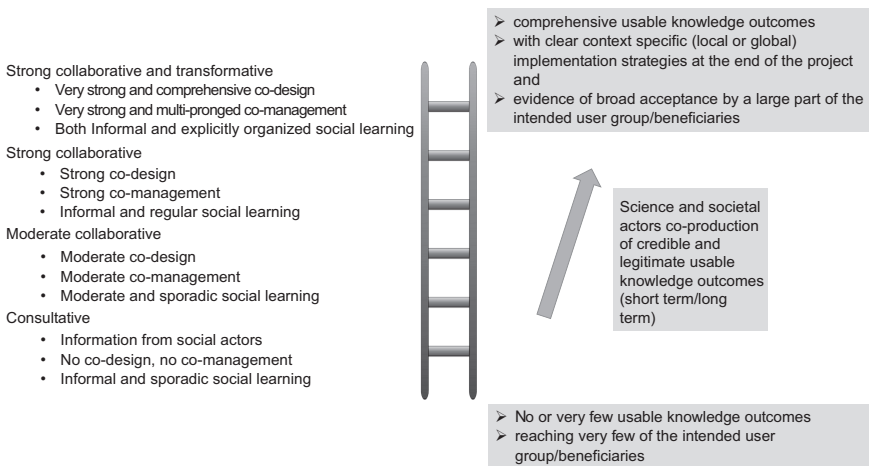 Strong collaborative and transformative
• Very strong and comprehensive co-design
• Very strong and multi-pronged co-management
• Both Informal and explicitly organized social learning
Strong collaborative
• Strong co-design
• Strong co-management
• Informal and regular social learning
Moderate collaborative
• Moderate co-design
• Moderate co-management
• Moderate and sporadic social learning
Consultative
• Information from social actors
• No co-design, no co-management
• Informal and sporadic social learning
➢ comprehensive usable knowledge outcomes
➢ with clear context specific (local or global)
implementation strategies at the end of the project
and
➢ evidence of broad acceptance by a large part of the
intended user group/beneficiaries
Science and societal
actors co-production
of credible and
legitimate usable
knowledge outcomes
(short term/long
term)
➢ No or very few usable knowledge outcomes
➢ reaching very few of the intended user
group/beneficiaries